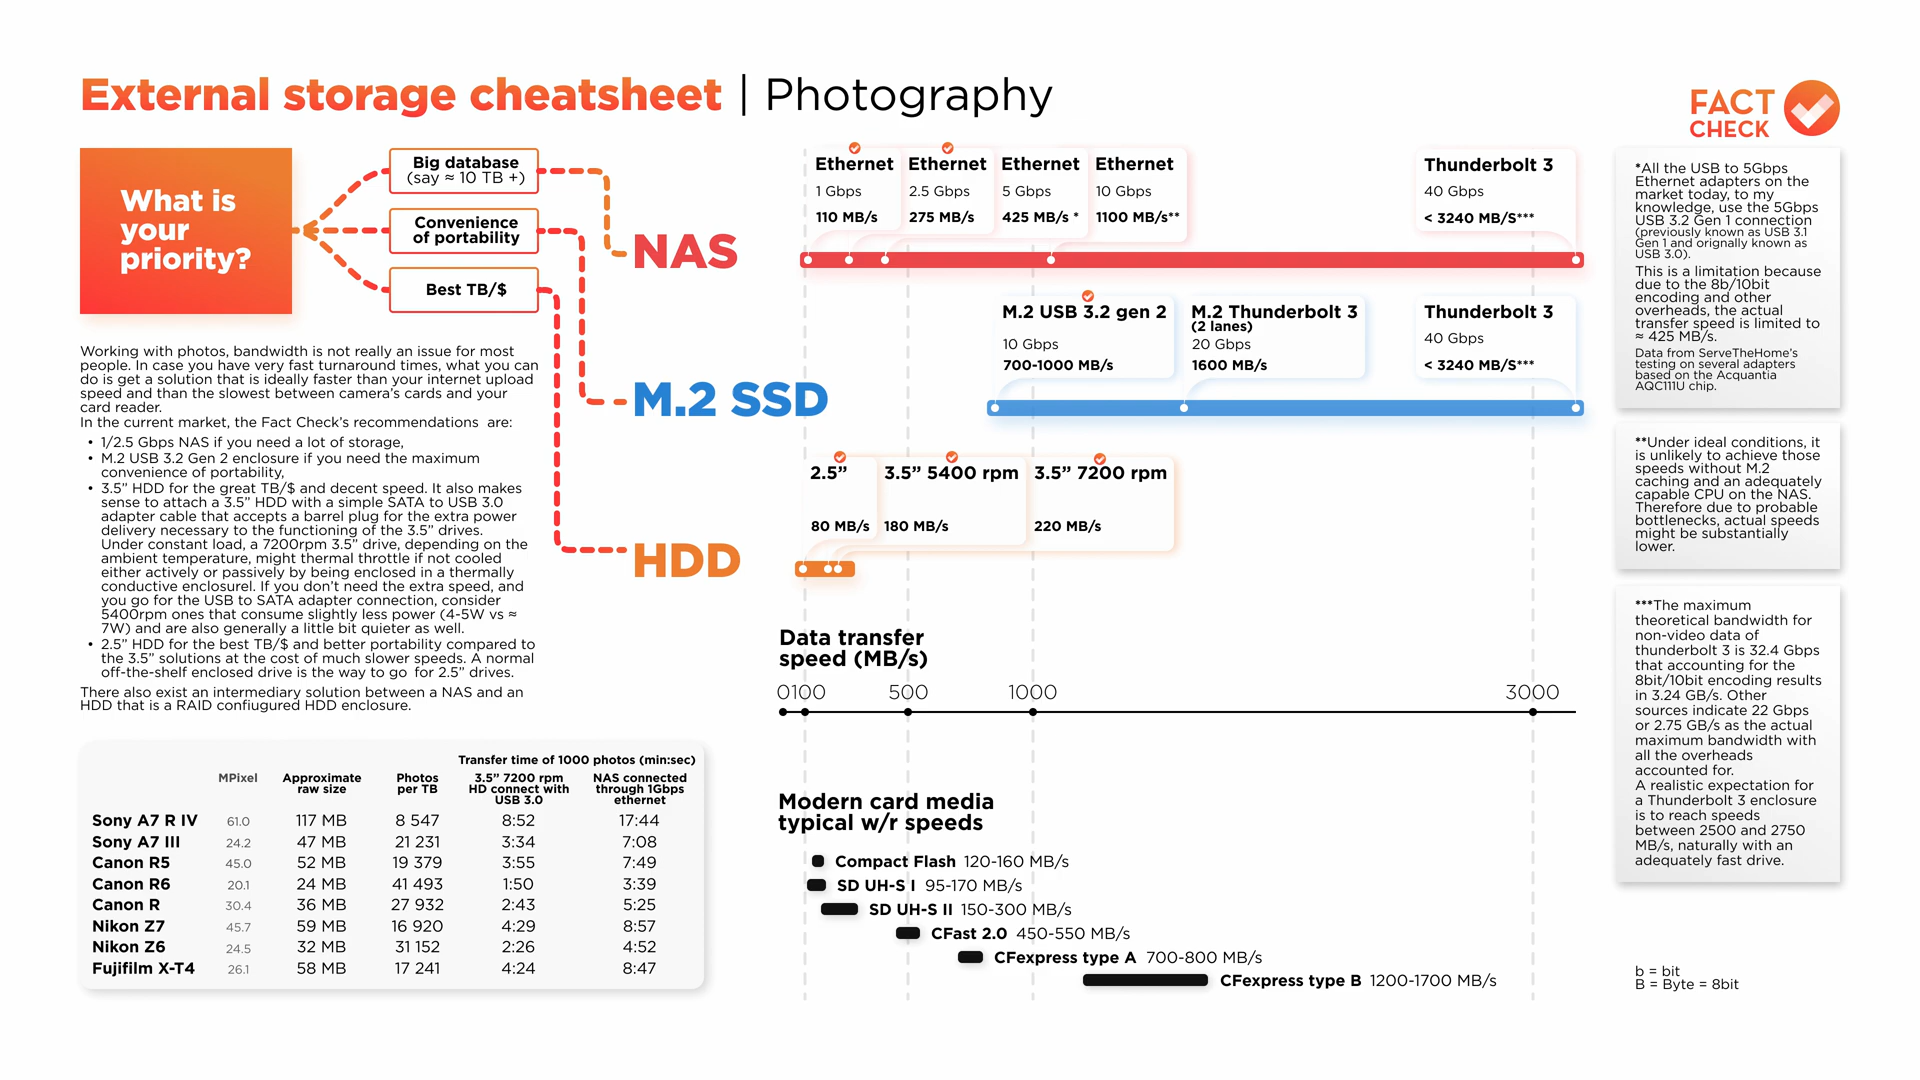 External storage cheatsheet | Photography
FACT
CHECK
What is
your
priority?
Big database
(say ≈ 10 TB +)
Convenience
of portability
Best TB/$
NAS
M.2 SSD
HDD
Ethernet
1 Gbps
110 MB/s
Ethernet
2.5 Gbps
275 MB/s
Ethernet
5 Gbps
425 MB/s *
Ethernet
10 Gbps
1100 MB/s**
Thunderbolt 3
40 Gbps
< 3240 MB/S***
M.2 USB 3.2 gen 2
10 Gbps
700-1000 MB/s
M.2 Thunderbolt 3
(2 lanes)
20 Gbps
1600 MB/s
Thunderbolt 3
40 Gbps
< 3240 MB/S***
2.5”
80 MB/s
3.5” 5400 rpm
180 MB/s
3.5” 7200 rpm
220 MB/s
Working with photos, bandwidth is not really an issue for most
people. In case you have very fast turnaround times, what you can
do is get a solution that is ideally faster than your internet upload
speed and than the slowest between camera’s cards and your
card reader.
In the current market, the Fact Check’s recommendations are:
• 1/2.5 Gbps NAS if you need a lot of storage,
• M.2 USB 3.2 Gen 2 enclosure if you need the maximum
convenience of portability,
• 3.5” HDD for the great TB/$ and decent speed. It also makes
sense to attach a 3.5” HDD with a simple SATA to USB 3.0
adapter cable that accepts a barrel plug for the extra power
delivery necessary to the functioning of the 3.5” drives.
Under constant load, a 7200rpm 3.5” drive, depending on the
ambient temperature, might thermal throttle if not cooled
either actively or passively by being enclosed in a thermally
conductive enclosurel. If you don’t need the extra speed, and
you go for the USB to SATA adapter connection, consider
5400rpm ones that consume slightly less power (4-5W vs ≈
7W) and are also generally a little bit quieter as well.
• 2.5” HDD for the best TB/$ and better portability compared to
the 3.5” solutions at the cost of much slower speeds. A normal
off-the-shelf enclosed drive is the way to go for 2.5” drives.
There also exist an intermediary solution between a NAS and an
HDD that is a RAID confiugured HDD enclosure.
Transfer time of 1000 photos (min:sec)
MPixel
Approximate
raw size
Photos
per TB
3.5” 7200 rpm
HD connect with
USB 3.0
NAS connected
through 1Gbps
ethernet
Sony A7 R IV 61.0 117 MB 8 547 8:52 17:44
Sony A7 III 24.2 47 MB 21 231 3:34 7:08
Canon R5 45.0 52 MB 19 379 3:55 7:49
Canon R6 20.1 24 MB 41 493 1:50 3:39
Canon R 30.4 36 MB 27 932 2:43 5:25
Nikon Z7 45.7 59 MB 16 920 4:29 8:57
Nikon Z6 24.5 32 MB 31 152 2:26 4:52
Fujifilm X-T4 26.1 58 MB 17 241 4:24 8:47
Data transfer
speed (MB/s)
0 100 500 1000 3000
Modern card media
typical w/r speeds
Compact Flash 120-160 MB/s
SD UH-S I 95-170 MB/s
SD UH-S II 150-300 MB/s
CFast 2.0 450-550 MB/s
CFexpress type A 700-800 MB/s
CFexpress type B 1200-1700 MB/s
*All the USB to 5Gbps
Ethernet adapters on the
market today, to my
knowledge, use the 5Gbps
USB 3.2 Gen 1 connection
(previously known as USB 3.1
Gen 1 and orignally known as
USB 3.0).
This is a limitation because
due to the 8b/10bit
encoding and other
overheads, the actual
transfer speed is limited to
≈ 425 MB/s.
Data from ServeTheHome’s
testing on several adapters
based on the Acquantia
AQC111U chip.
**Under ideal conditions, it
is unlikely to achieve those
speeds without M.2
caching and an adequately
capable CPU on the NAS.
Therefore due to probable
bottlenecks, actual speeds
might be substantially
lower.
***The maximum
theoretical bandwidth for
non-video data of
thunderbolt 3 is 32.4 Gbps
that accounting for the
8bit/10bit encoding results
in 3.24 GB/s. Other
sources indicate 22 Gbps
or 2.75 GB/s as the actual
maximum bandwidth with
all the overheads
accounted for.
A realistic expectation for
a Thunderbolt 3 enclosure
is to reach speeds
between 2500 and 2750
MB/s, naturally with an
adequately fast drive.
b = bit
B = Byte = 8bit